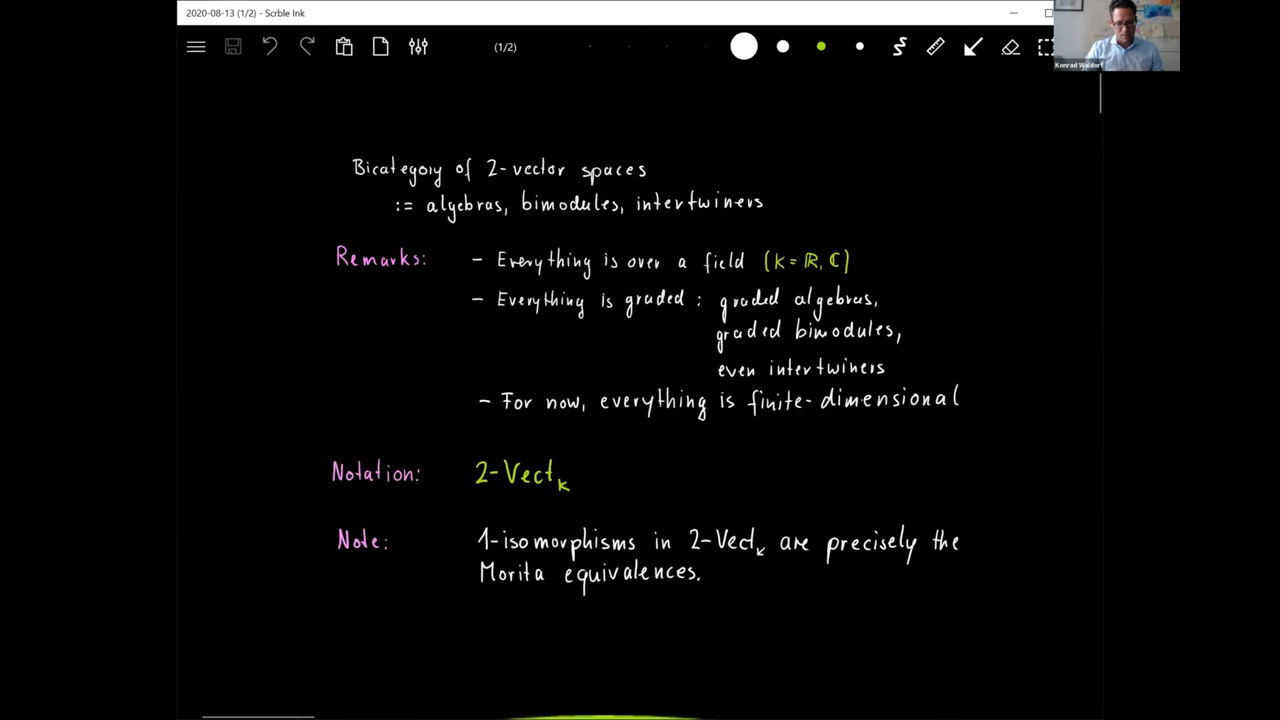 2020-08-13 (1/2) - Scrble Ink
(1/2)
Konrad Waldorf
Bicategory of 2-vector spaces
:= algebras, bimodules, intertwiners
Remarks: - Everything is over a field (k = ℝ, ℂ)
- Everything is graded : graded algebras,
graded bimodules,
even intertwiners
- For now, everything is finite-dimensional
Notation: 2-Vectₖ
Note: 1-isomorphisms in 2-Vectₖ are precisely the
Morita equivalences.